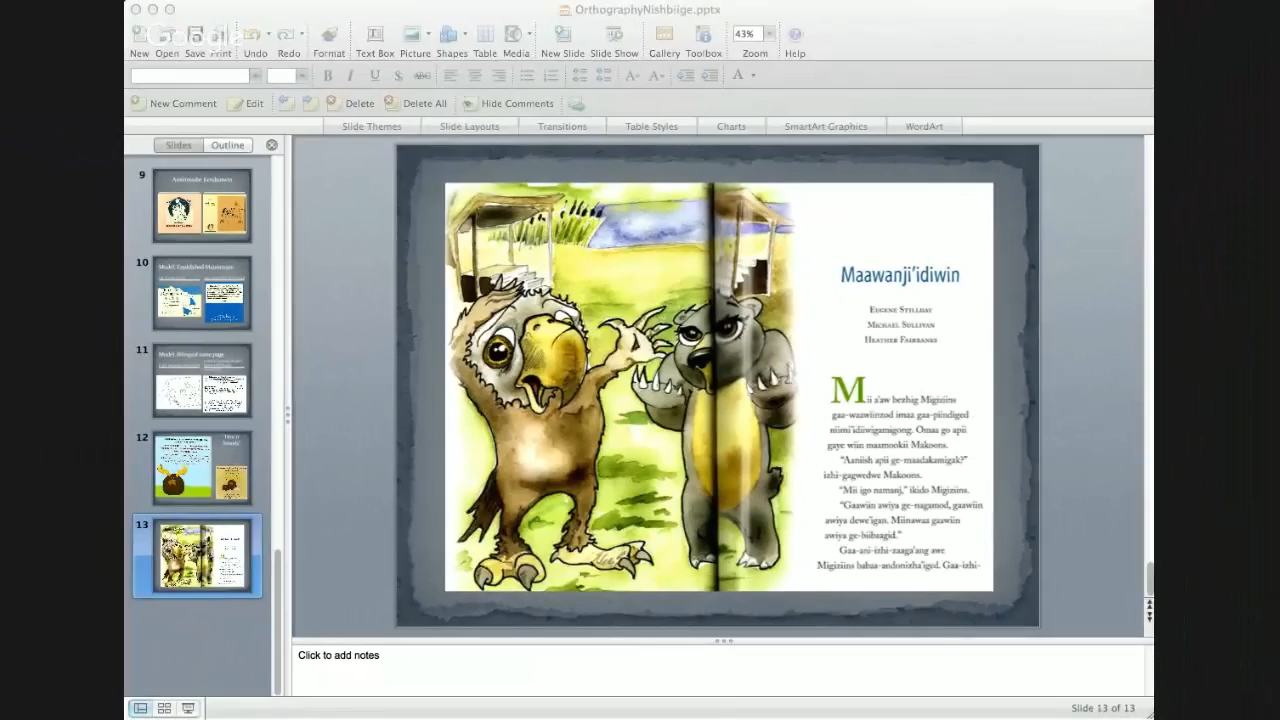 OrthographyNishbiige.pptx
New Open Save Print Undo Redo Format Text Box Picture Shapes Table Media New Slide Slide Show Gallery Toolbox 43% Zoom Help
B I U S ABC A A A
New Comment Edit Delete Delete All Hide Comments
Slide Themes Slide Layouts Transitions Table Styles Charts SmartArt Graphics WordArt
Slides Outline
9
10
11
12
13
Maawanji'idiwin
Eugene Stillday
Michael Sullivan
Heather Fairbanks
Mii a'aw bezhig Migiziins
gaa-waawiinzod imaa gaa-piindiged
niimi'idiiwigamigong. Omaa go apii
gaye wiin maamookii Makoons.
"Aaniish apii ge-maadakamigak?"
izhi-gagwedwe Makoons.
"Mii igo namanj," ikido Migiziins.
"Gaawiin awiya ge-nagamod, gaawiin
awiya dewe'igan. Miinawaa gaawiin
awiya ge-biibaagid."
Gaa-ani-izhi-zaaga'ang awe
Migiziins babaa-andonizha'iged. Gaa-izhi-
Click to add notes
Slide 13 of 13